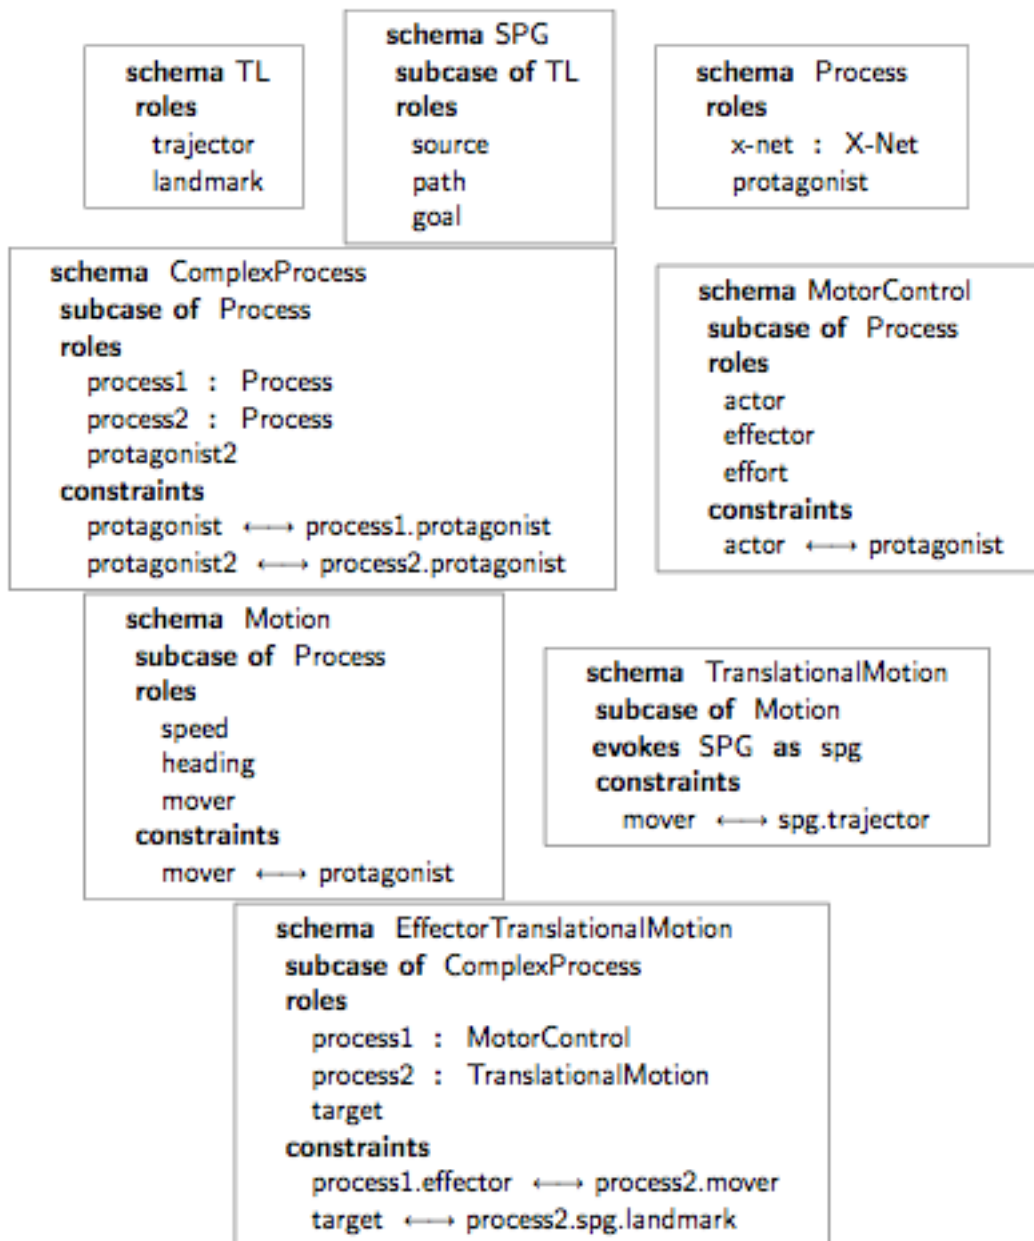 schema TL
roles
trajector
landmark
schema SPG
subcase of TL
roles
source
path
goal
schema Process
roles
x-net : X-Net
protagonist
schema ComplexProcess
subcase of Process
roles
process1 : Process
process2 : Process
protagonist2
constraints
protagonist ⟷ process1.protagonist
protagonist2 ⟷ process2.protagonist
schema MotorControl
subcase of Process
roles
actor
effector
effort
constraints
actor ⟷ protagonist
schema Motion
subcase of Process
roles
speed
heading
mover
constraints
mover ⟷ protagonist
schema TranslationalMotion
subcase of Motion
evokes SPG as spg
constraints
mover ⟷ spg.trajector
schema EffectorTranslationalMotion
subcase of ComplexProcess
roles
process1 : MotorControl
process2 : TranslationalMotion
target
constraints
process1.effector ⟷ process2.mover
target ⟷ process2.spg.landmark